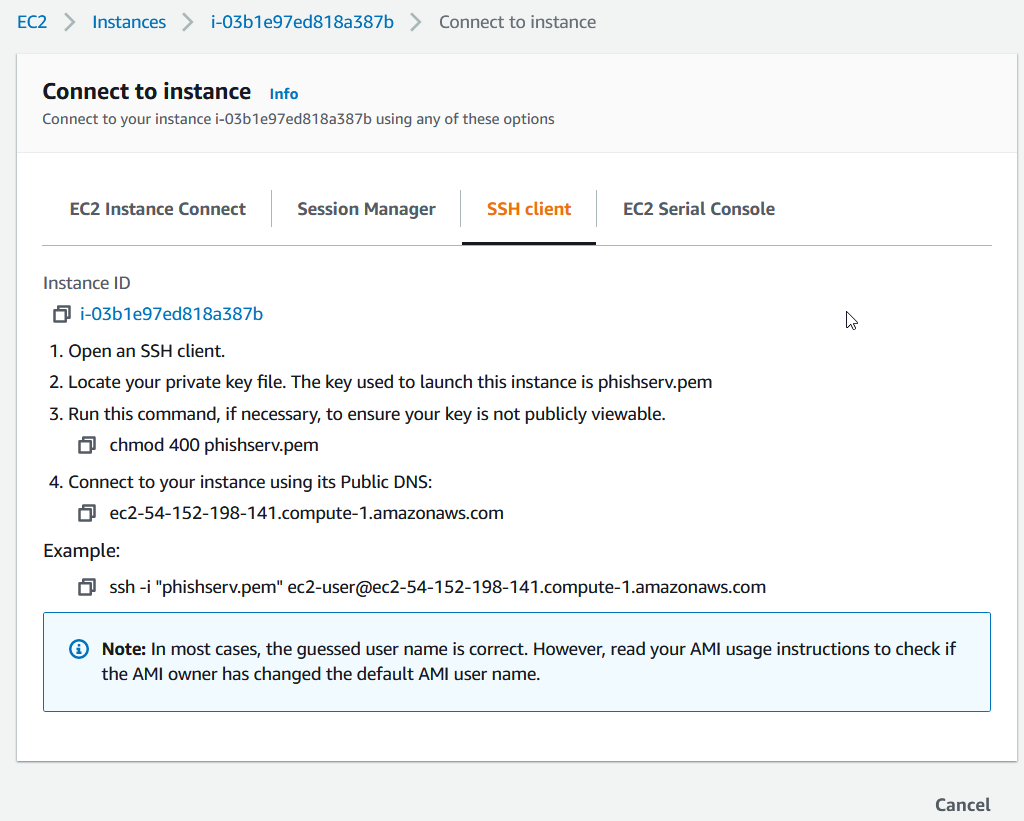 EC2 > Instances > i-03b1e97ed818a387b > Connect to instance
Connect to instance Info
Connect to your instance i-03b1e97ed818a387b using any of these options
EC2 Instance Connect Session Manager SSH client EC2 Serial Console
Instance ID
i-03b1e97ed818a387b
1. Open an SSH client.
2. Locate your private key file. The key used to launch this instance is phishserv.pem
3. Run this command, if necessary, to ensure your key is not publicly viewable.
chmod 400 phishserv.pem
4. Connect to your instance using its Public DNS:
ec2-54-152-198-141.compute-1.amazonaws.com
Example:
ssh -i "phishserv.pem" ec2-user@ec2-54-152-198-141.compute-1.amazonaws.com
Note: In most cases, the guessed user name is correct. However, read your AMI usage instructions to check if
the AMI owner has changed the default AMI user name.
Cancel